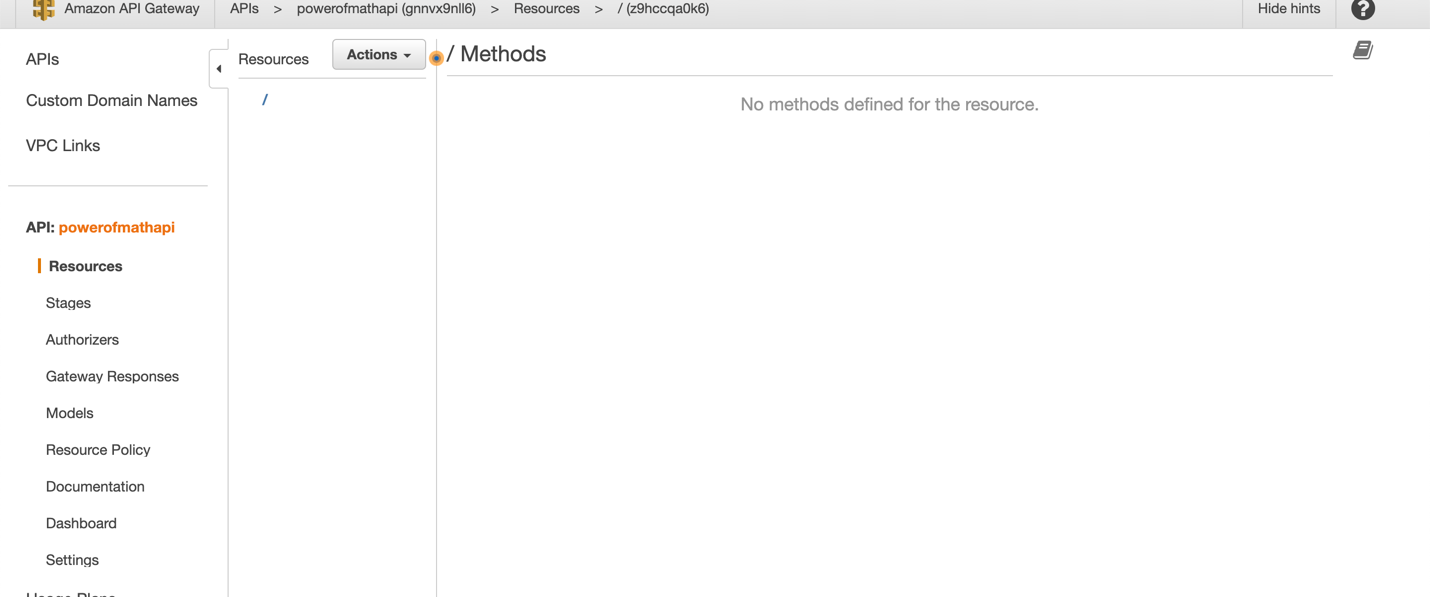 Amazon API Gateway
APIs > powerofmathapi (gnnvx9nll6) > Resources > / (z9hccqa0k6)
Hide hints
?
APIs
Custom Domain Names
VPC Links
API: powerofmathapi
Resources
Stages
Authorizers
Gateway Responses
Models
Resource Policy
Documentation
Dashboard
Settings
Usage Plans
Resources
Actions
/
/ Methods
No methods defined for the resource.